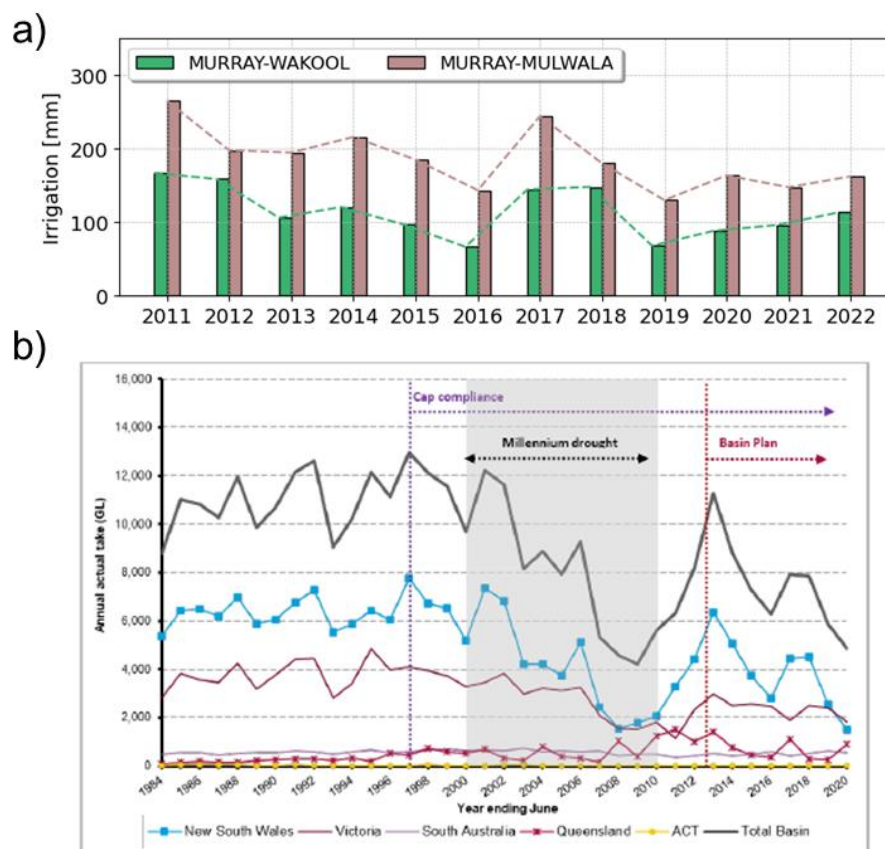 a)
MURRAY-WAKOOL MURRAY-MULWALA
Irrigation [mm]
300
200
100
0
2011 2012 2013 2014 2015 2016 2017 2018 2019 2020 2021 2022
b)
Annual actual take (GL)
16,000
14,000
12,000
10,000
8,000
6,000
4,000
2,000
0
Cap compliance
Millennium drought
Basin Plan
1984 1986 1988 1990 1992 1994 1996 1998 2000 2002 2004 2006 2008 2010 2012 2014 2016 2018 2020
Year ending June
New South Wales Victoria South Australia Queensland ACT Total Basin